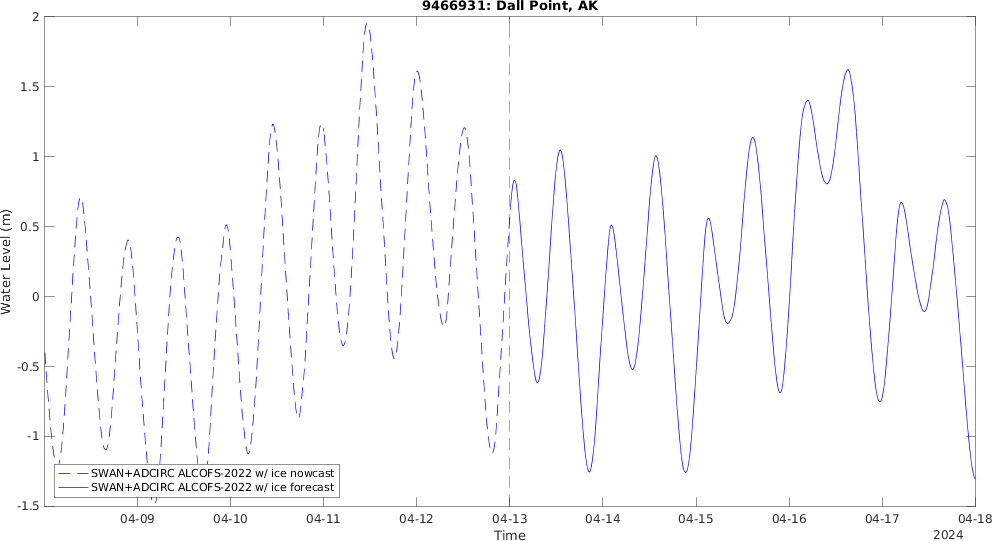 9466931: Dall Point, AK
Water Level (m)
2
1.5
1
0.5
0
-0.5
-1
-1.5
SWAN+ADCIRC ALCOFS-2022 w/ ice nowcast
SWAN+ADCIRC ALCOFS-2022 w/ ice forecast
04-09 04-10 04-11 04-12 04-13 04-14 04-15 04-16 04-17 04-18
Time
2024